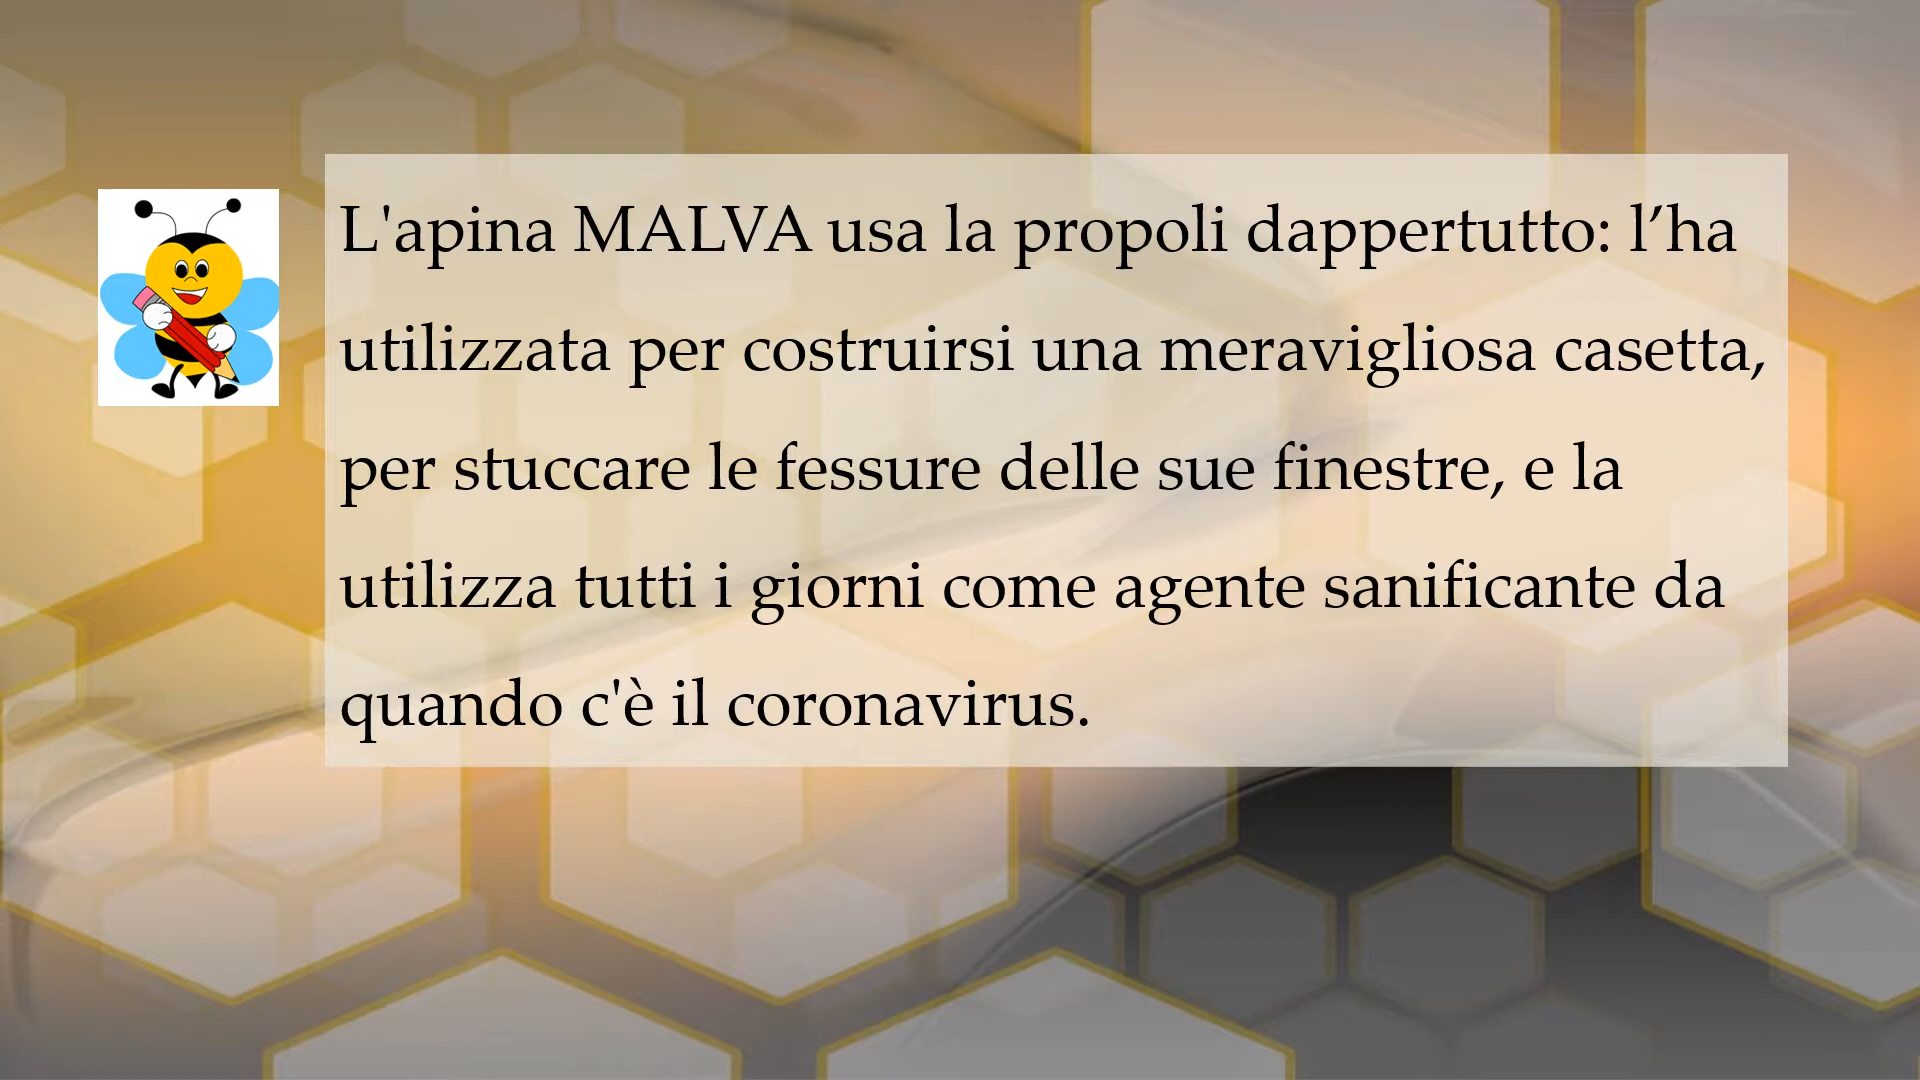 L'apina MALVA usa la propoli dappertutto: l’ha
utilizzata per costruirsi una meravigliosa casetta,
per stuccare le fessure delle sue finestre, e la
utilizza tutti i giorni come agente sanificante da
quando c'è il coronavirus.